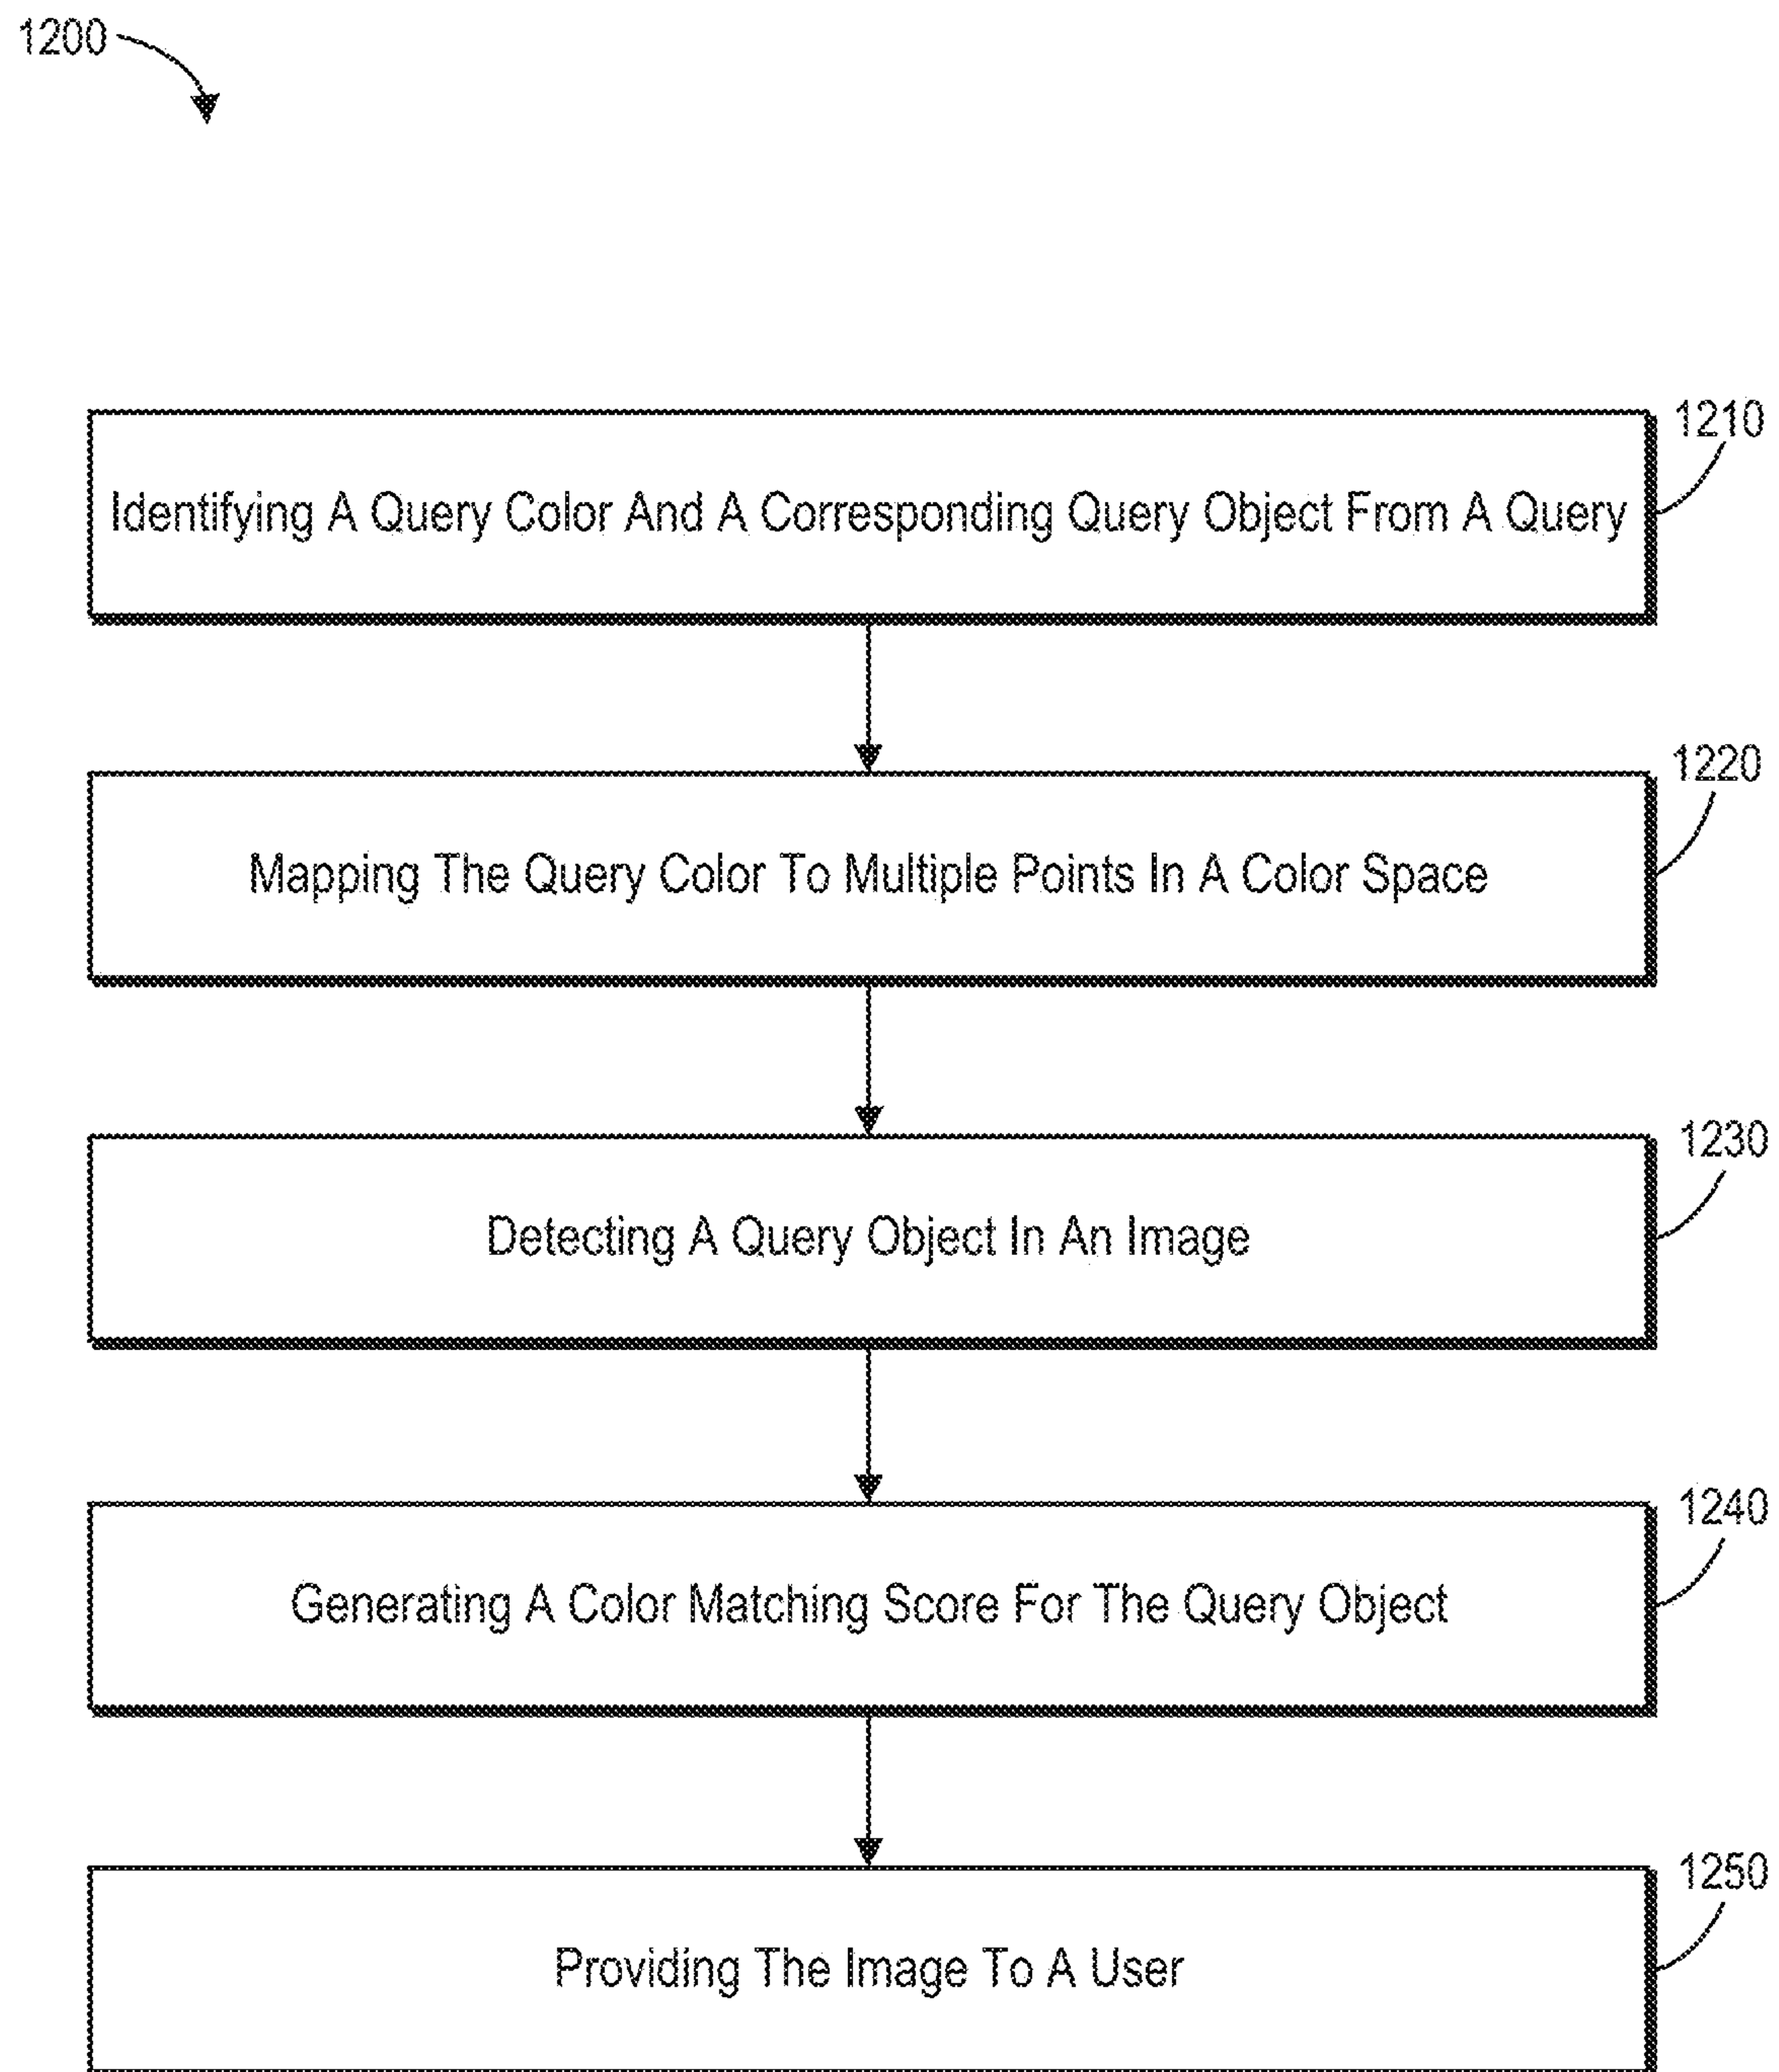 1200
1210
Identifying A Query Color And A Corresponding Query Object From A Query
1220
Mapping The Query Color To Multiple Points In A Color Space
1230
Detecting A Query Object In An Image
1240
Generating A Color Matching Score For The Query Object
1250
Providing The Image To A User